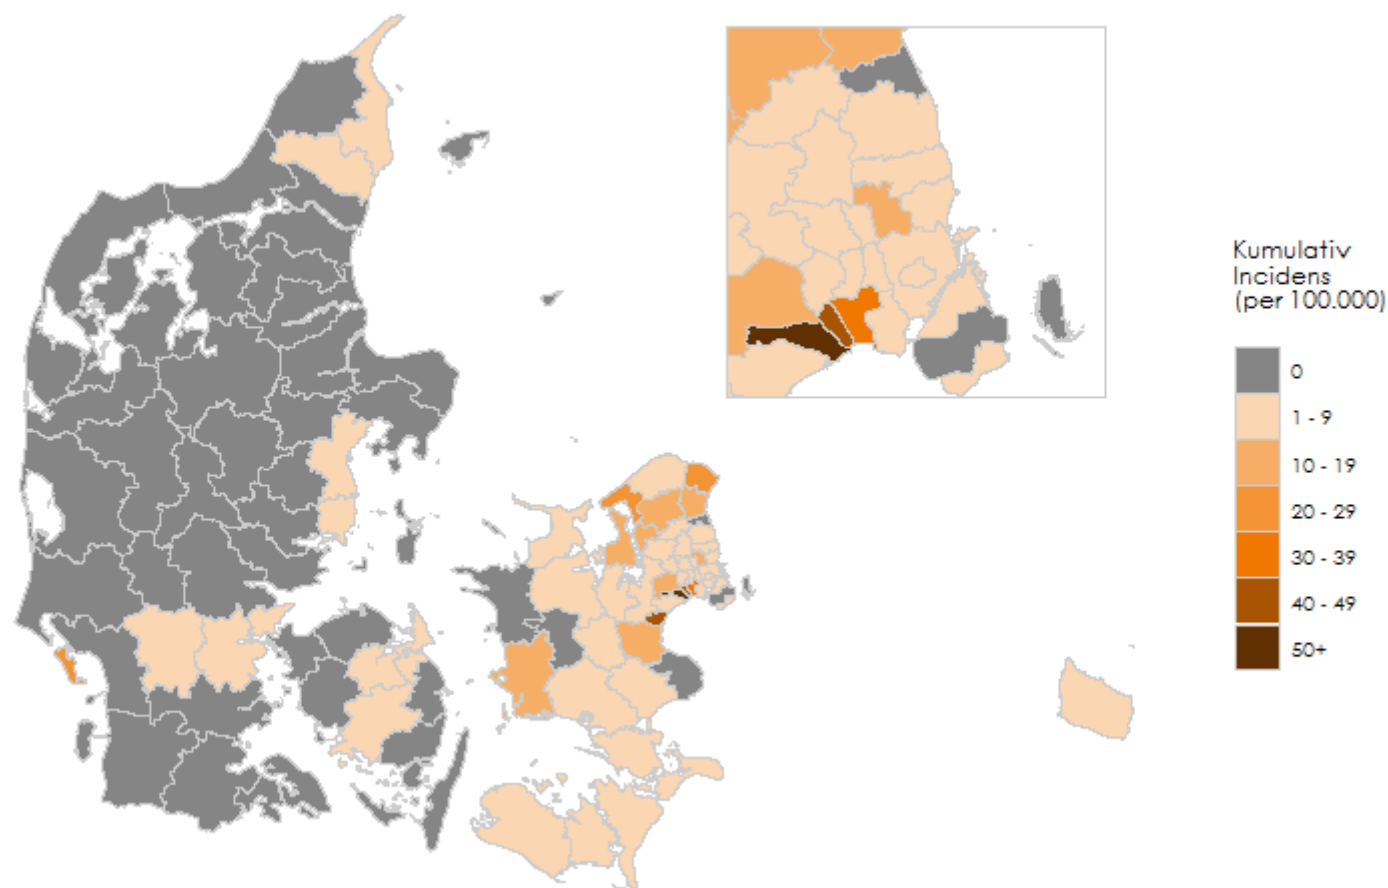 Kumulativ
Incidens
(per 100.000)
0
1 - 9
10 - 19
20 - 29
30 - 39
40 - 49
50+